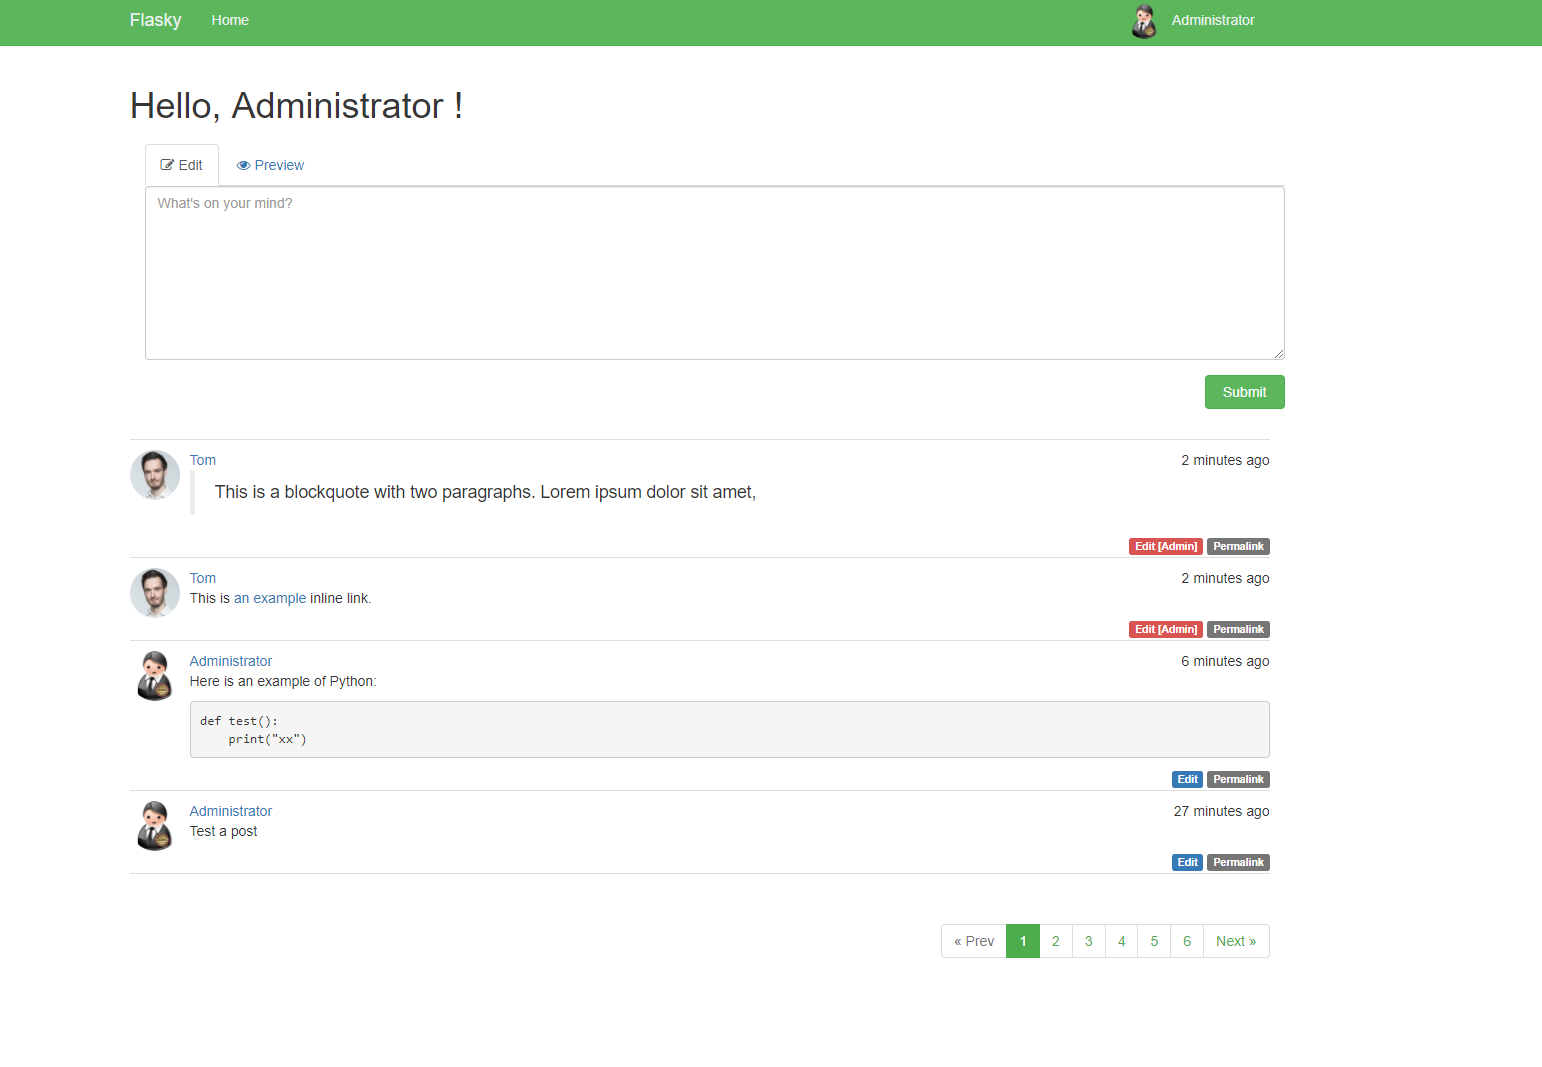 Flasky Home Administrator
Hello, Administrator !
Edit Preview
What's on your mind?
Submit
Tom 2 minutes ago
This is a blockquote with two paragraphs. Lorem ipsum dolor sit amet,
Edit [Admin] Permalink
Tom 2 minutes ago
This is an example inline link.
Edit [Admin] Permalink
Administrator 6 minutes ago
Here is an example of Python:
def test():
    print("xx")
Edit Permalink
Administrator 27 minutes ago
Test a post
Edit Permalink
« Prev 1 2 3 4 5 6 Next »